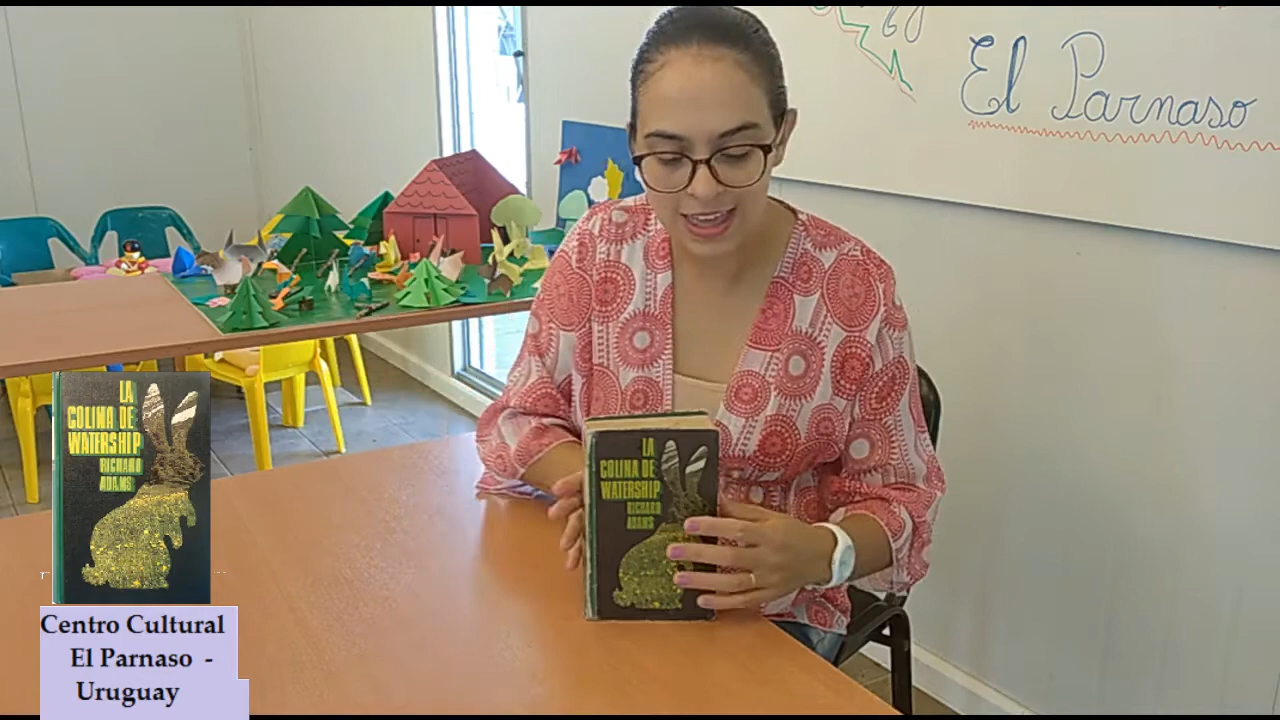 El Parnaso
LA
COLINA DE
WATERSHIP
RICHARD
ADAMS
LA
COLINA DE
WATERSHIP
RICHARD
ADAMS
Centro Cultural
El Parnaso -
Uruguay